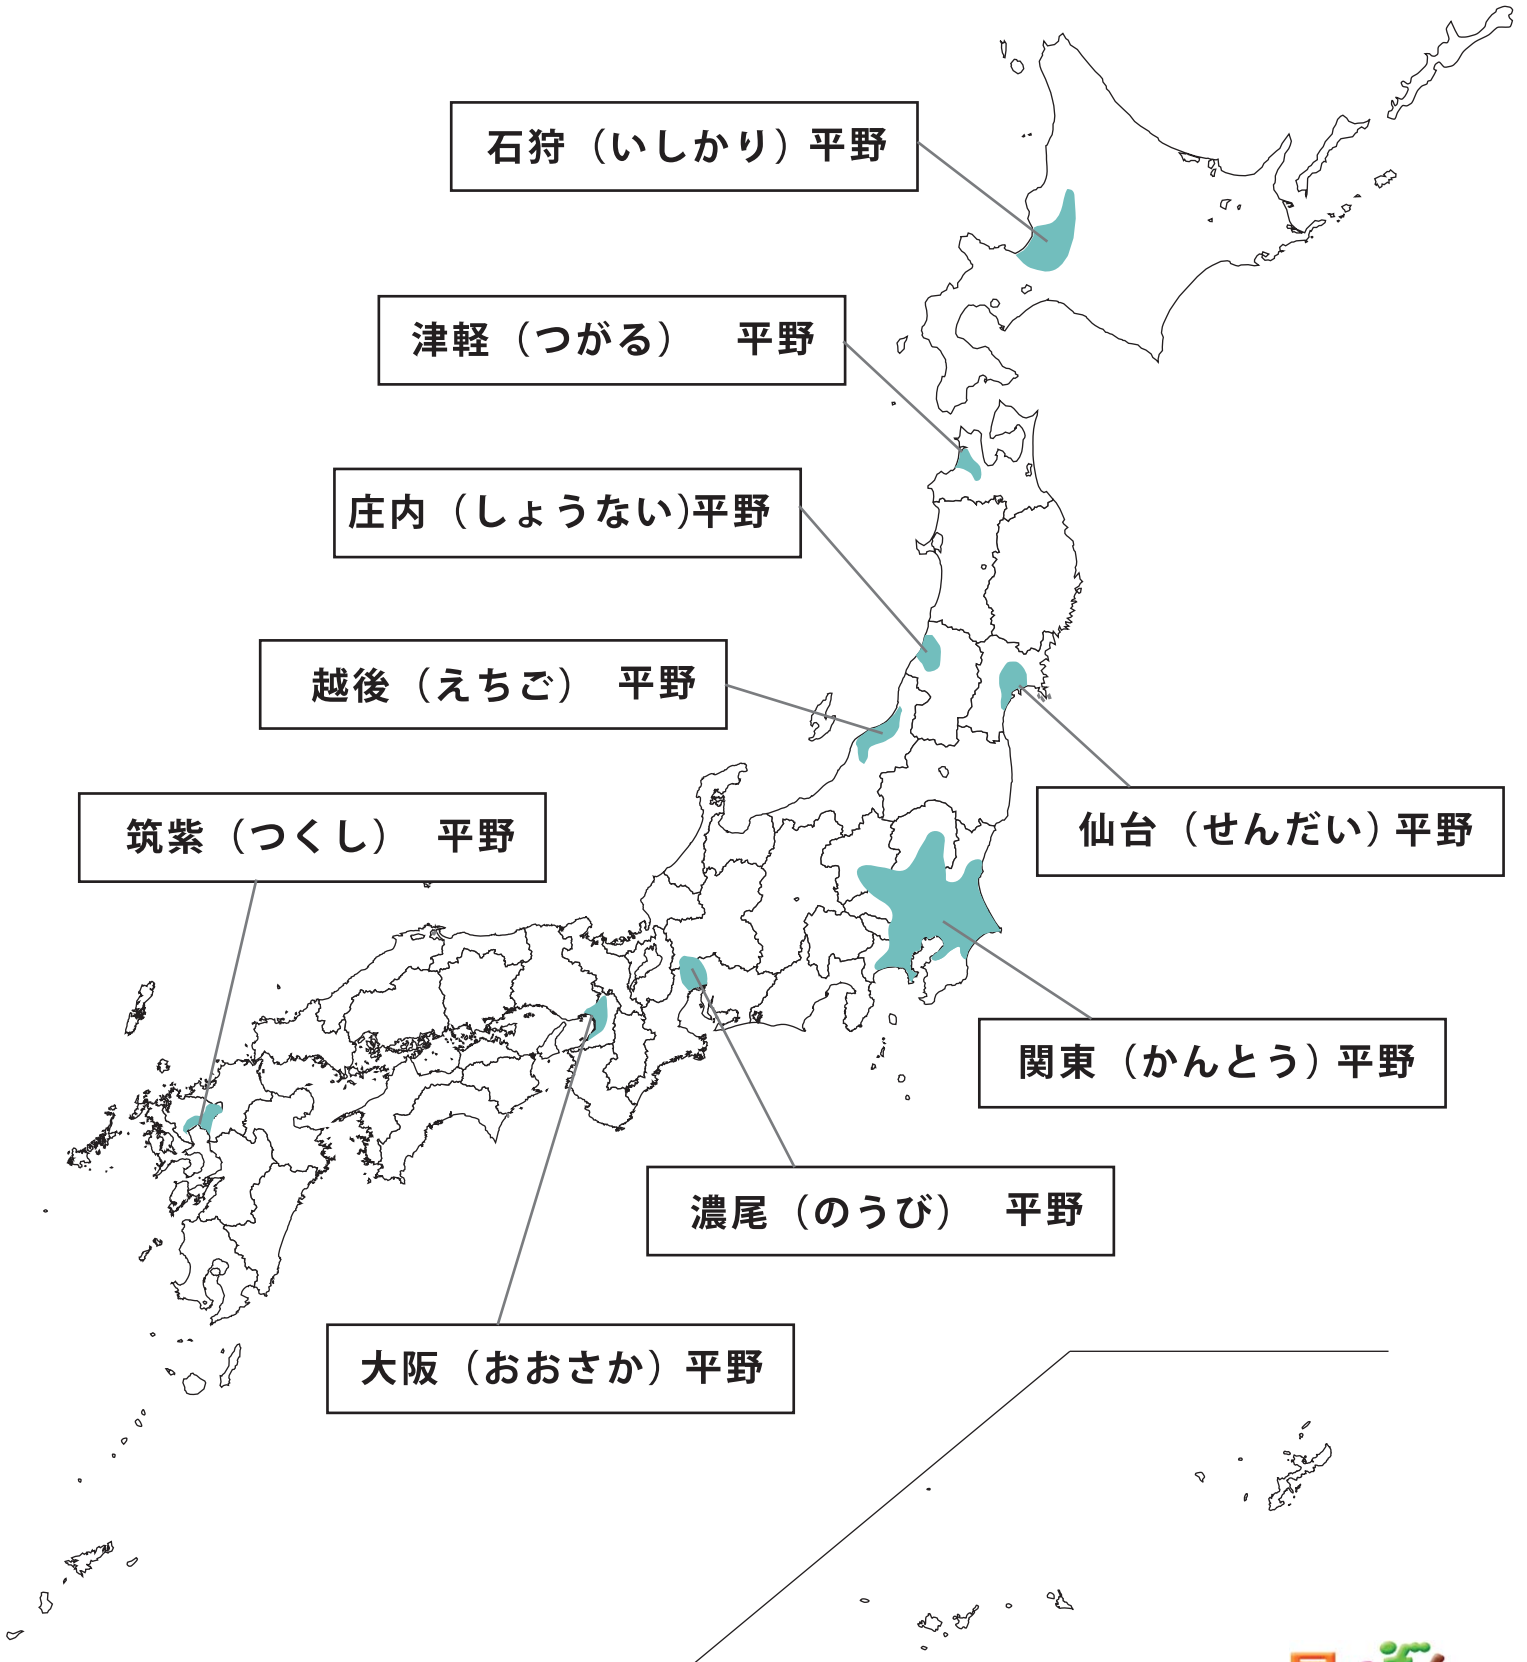 石狩（いしかり）平野
津軽（つがる）　平野
庄内（しょうない)平野
越後（えちご）　平野
筑紫（つくし）　平野
仙台（せんだい）平野
関東（かんとう）平野
濃尾（のうび）　平野
大阪（おおさか）平野